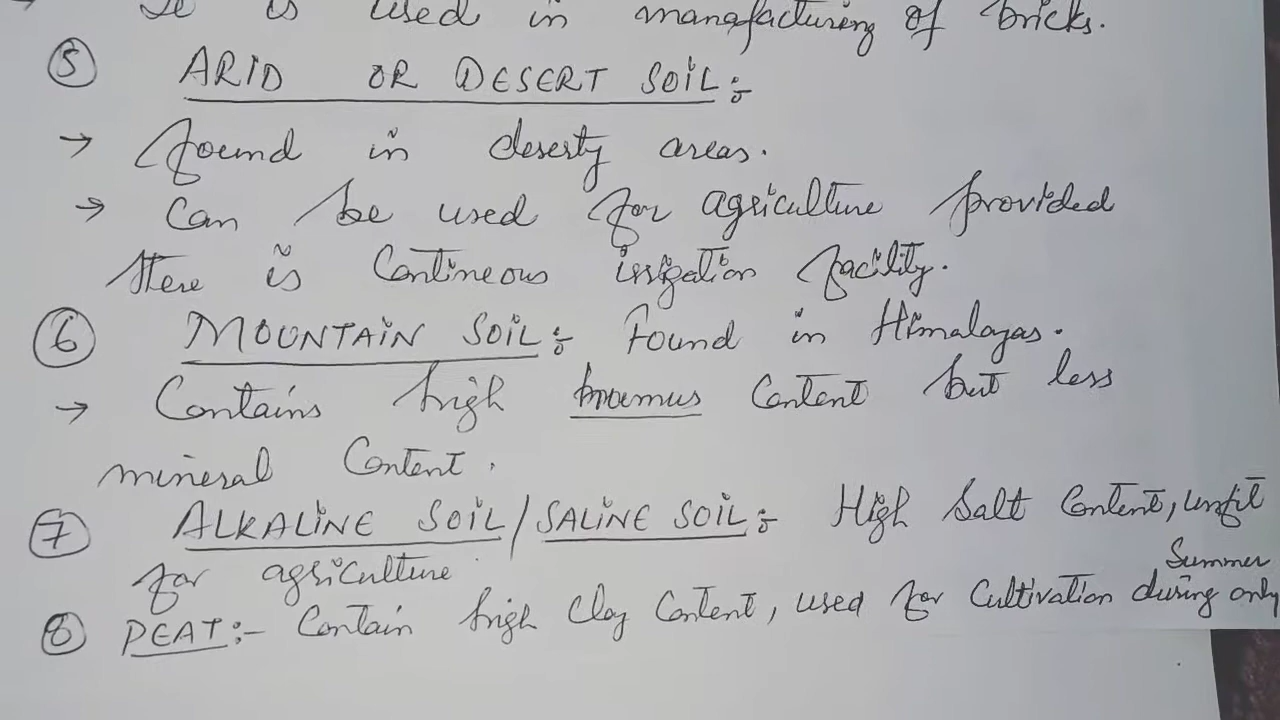 It is used in manafacturing of bricks.
⑤ ARID OR DESERT SOIL:-
→ found in deserty areas.
→ Can be used for agriculture provided
there is Contineous irrigation facility.
⑥ MOUNTAIN SOIL:- Found in Himalayas.
→ Contains high humus Content but less
mineral Content.
⑦ ALKALINE SOIL/SALINE SOIL:- High Salt Content, unfit
for agriculture
Summer
⑧ PEAT:- Contain high Clay Content, used for Cultivation during only